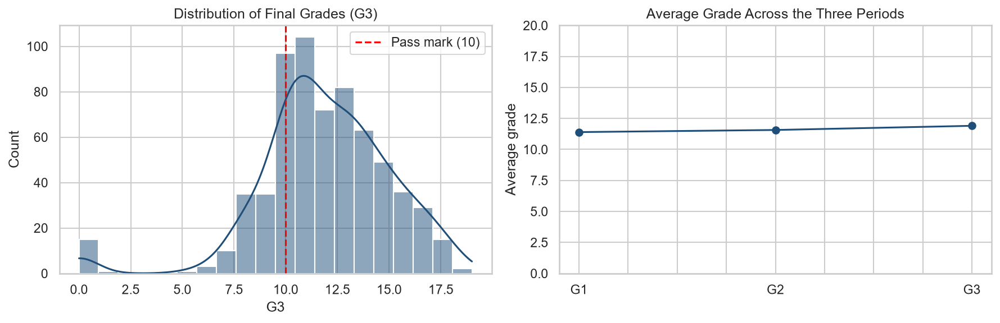 Distribution of Final Grades (G3)
Pass mark (10)
100
80
60
40
20
0
Count
0.0 2.5 5.0 7.5 10.0 12.5 15.0 17.5
G3
Average Grade Across the Three Periods
20.0
17.5
15.0
12.5
10.0
7.5
5.0
2.5
0.0
Average grade
G1 G2 G3